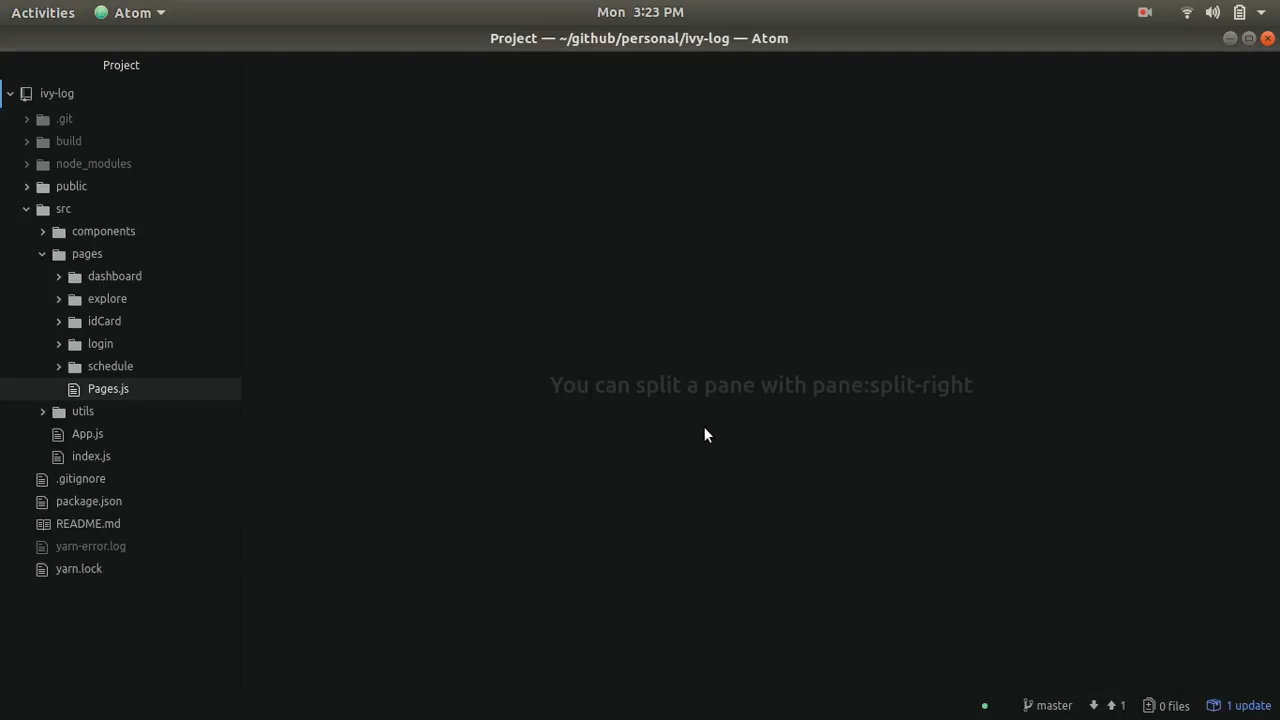 Activities Atom Mon 3:23 PM
Project — ~/github/personal/ivy-log — Atom
Project
ivy-log
.git
build
node_modules
public
src
components
pages
dashboard
explore
idCard
login
schedule
Pages.js
utils
App.js
index.js
.gitignore
package.json
README.md
yarn-error.log
yarn.lock
You can split a pane with pane:split-right
master 1 0 files 1 update